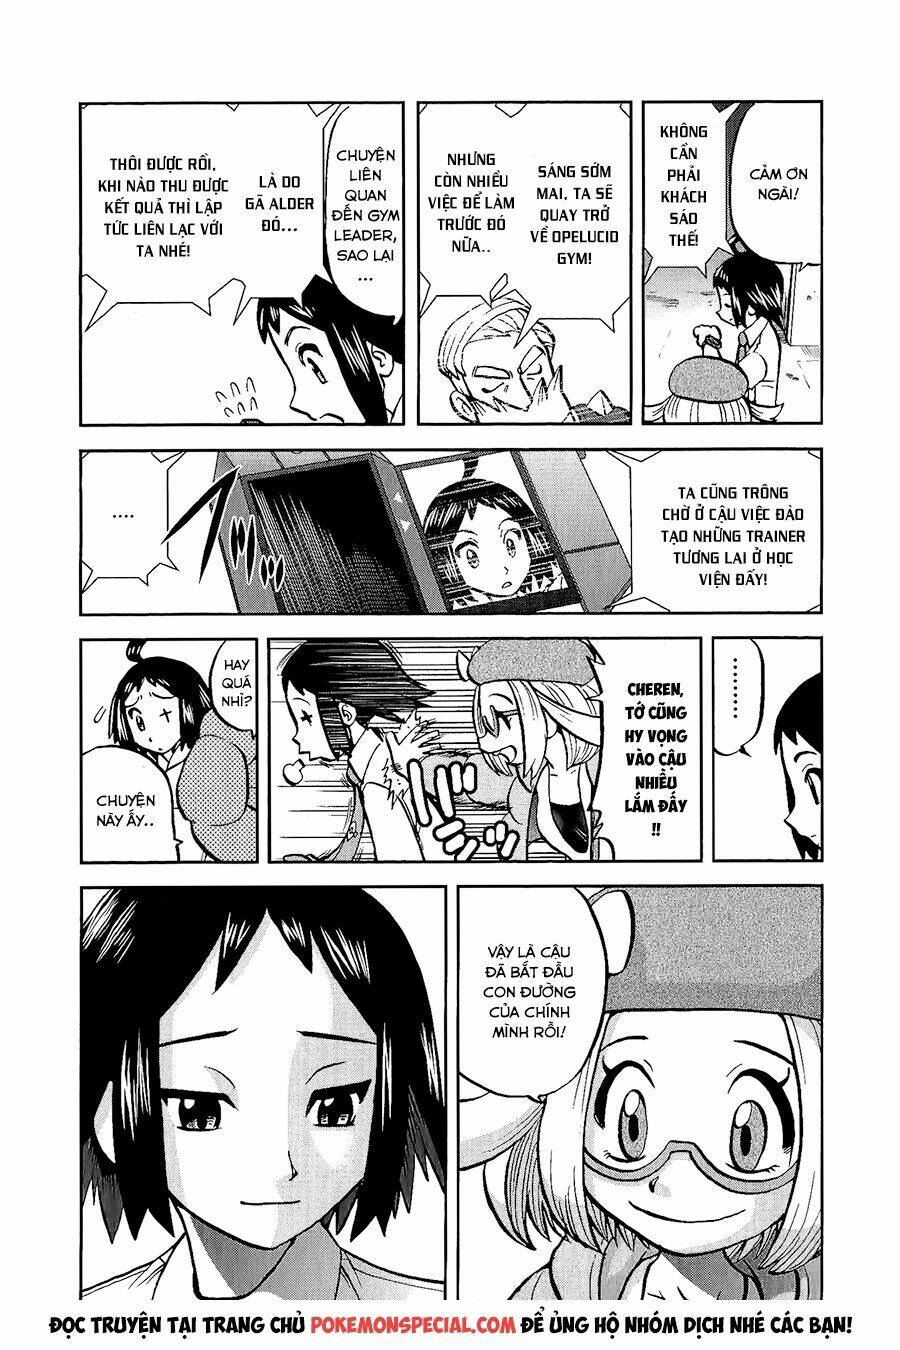 CẢM ƠN
NGÀI!
KHÔNG
CẦN
PHẢI
KHÁCH
SÁO
THẾ!
SÁNG SỚM
MAI, TA SẼ
QUAY TRỞ
VỀ OPELUCID
GYM!
NHƯNG
CÒN NHIỀU
VIỆC ĐỂ LÀM
TRƯỚC ĐÓ
NỮA..
CHUYỆN
LIÊN
QUAN
ĐẾN GYM
LEADER,
SAO LẠI
...
LÀ DO
GÃ ALDER
ĐÓ...
THÔI ĐƯỢC RỒI,
KHI NÀO THU ĐƯỢC
KẾT QUẢ THÌ LẬP
TỨC LIÊN LẠC VỚI
TA NHÉ!
TA CŨNG TRÔNG
CHỜ Ở CẬU VIỆC ĐÀO
TẠO NHỮNG TRAINER
TƯƠNG LAI Ở HỌC
VIỆN ĐẤY!
....
CHEREN,
TỚ CŨNG
HY VỌNG
VÀO CẬU
NHIỀU
LẮM ĐẤY
!!
HAY
QUÁ
NHỈ?
CHUYỆN
NÀY ẤY..
VẬY LÀ CẬU
ĐÃ BẮT ĐẦU
CON ĐƯỜNG
CỦA CHÍNH
MÌNH RỒI!
ĐỌC TRUYỆN TẠI TRANG CHỦ POKEMONSPECIAL.COM ĐỂ ỦNG HỘ NHÓM DỊCH NHÉ CÁC BẠN!